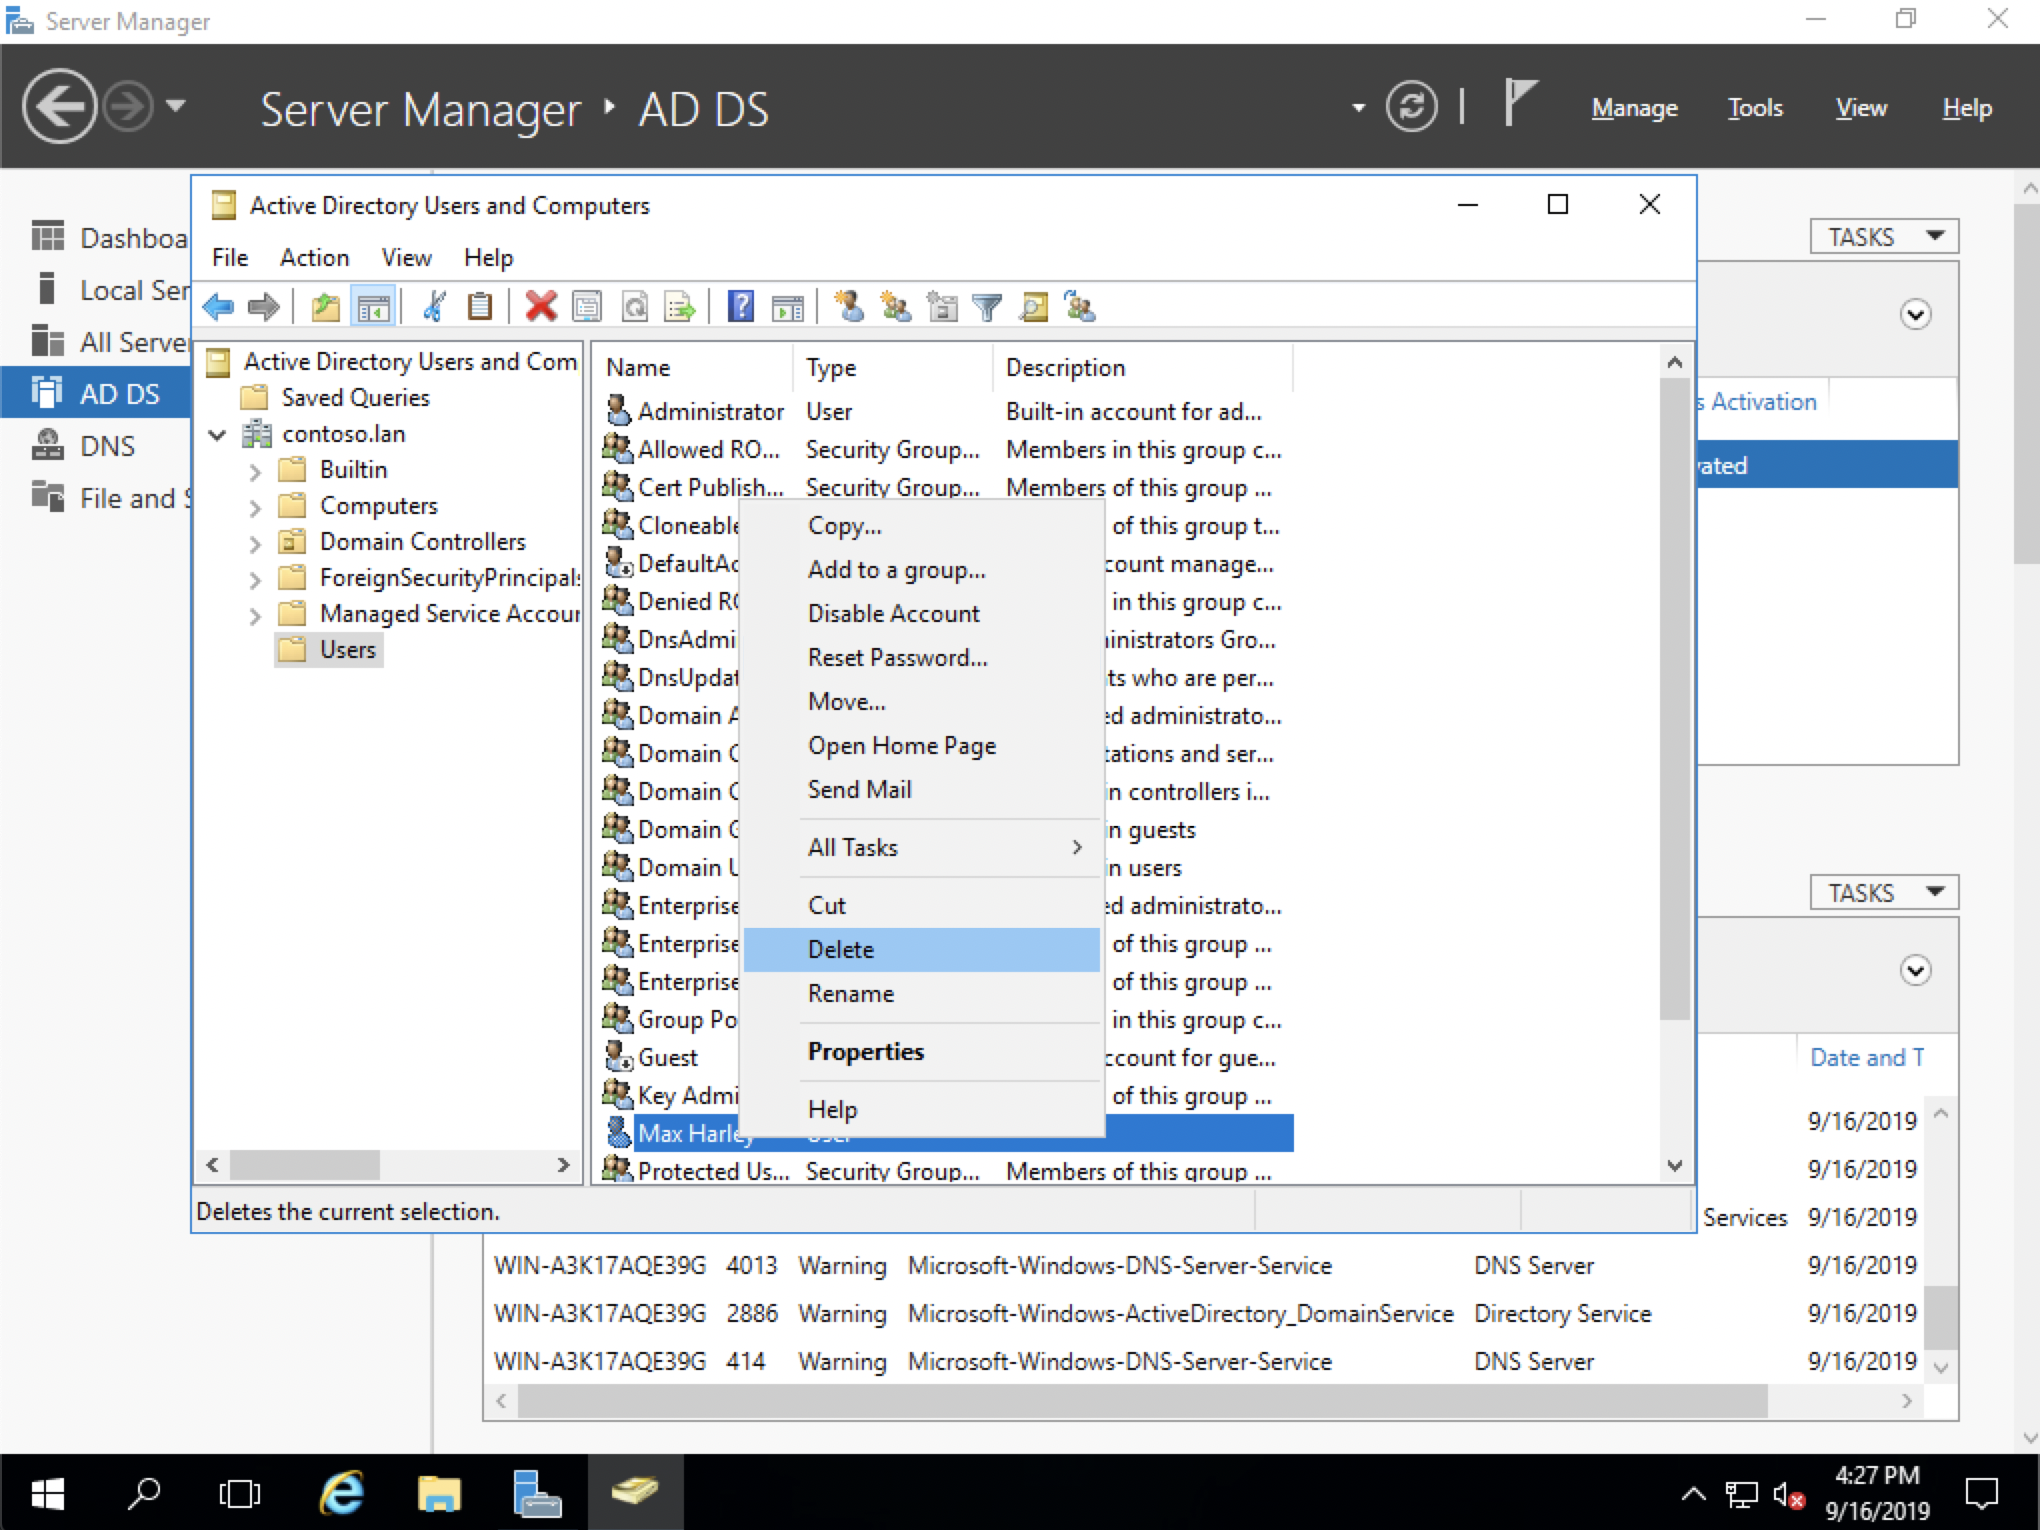 Server Manager
Server Manager ‣ AD DS
Manage Tools View Help
Dashboa
Local Ser
All Server
AD DS
DNS
File and S
Active Directory Users and Computers
File Action View Help
Active Directory Users and Com
Saved Queries
contoso.lan
Builtin
Computers
Domain Controllers
ForeignSecurityPrincipals
Managed Service Accoun
Users
Name Type Description
Administrator User Built-in account for ad...
Allowed RO... Security Group... Members in this group c...
Cert Publish... Security Group... Members of this group ...
Cloneable of this group t...
DefaultAc count manage...
Denied RO in this group c...
DnsAdmi inistrators Gro...
DnsUpdat ts who are per...
Domain A ed administrato...
Domain C tations and ser...
Domain C in controllers i...
Domain G in guests
Domain U in users
Enterprise ed administrato...
Enterprise of this group ...
Enterprise of this group ...
Group Po in this group c...
Guest ccount for gue...
Key Admi of this group ...
Max Harley User
Protected Us... Security Group... Members of this group ...
Copy...
Add to a group...
Disable Account
Reset Password...
Move...
Open Home Page
Send Mail
All Tasks
Cut
Delete
Rename
Properties
Help
Deletes the current selection.
TASKS
s Activation
vated
TASKS
Date and T
9/16/2019
9/16/2019
Services 9/16/2019
WIN-A3K17AQE39G 4013 Warning Microsoft-Windows-DNS-Server-Service DNS Server 9/16/2019
WIN-A3K17AQE39G 2886 Warning Microsoft-Windows-ActiveDirectory_DomainService Directory Service 9/16/2019
WIN-A3K17AQE39G 414 Warning Microsoft-Windows-DNS-Server-Service DNS Server 9/16/2019
4:27 PM
9/16/2019